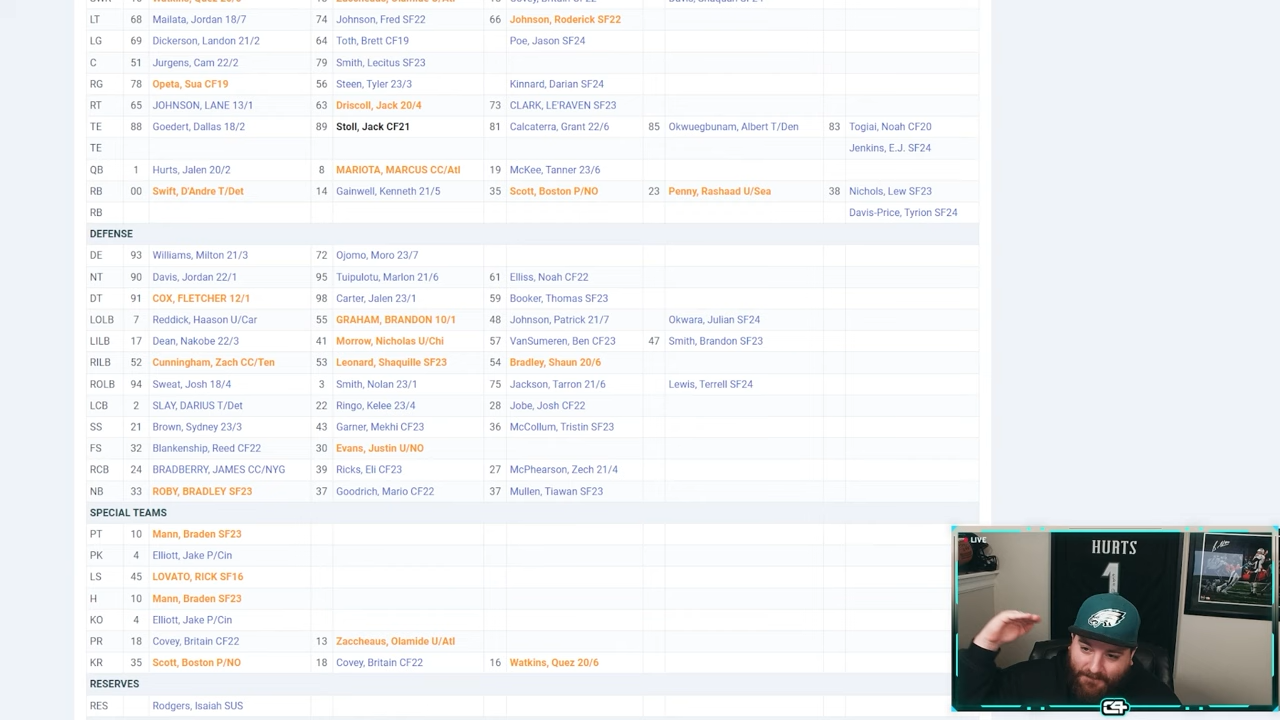 LT 68 Mailata, Jordan 18/7 74 Johnson, Fred SF22 66 Johnson, Roderick SF22
LG 69 Dickerson, Landon 21/2 64 Toth, Brett CF19 Poe, Jason SF24
C 51 Jurgens, Cam 22/2 79 Smith, Lecitus SF23
RG 78 Opeta, Sua CF19 56 Steen, Tyler 23/3 Kinnard, Darian SF24
RT 65 JOHNSON, LANE 13/1 63 Driscoll, Jack 20/4 73 CLARK, LE'RAVEN SF23
TE 88 Goedert, Dallas 18/2 89 Stoll, Jack CF21 81 Calcaterra, Grant 22/6 85 Okwuegbunam, Albert T/Den 83 Togiai, Noah CF20
TE Jenkins, E.J. SF24
QB 1 Hurts, Jalen 20/2 8 MARIOTA, MARCUS CC/Atl 19 McKee, Tanner 23/6
RB 00 Swift, D'Andre T/Det 14 Gainwell, Kenneth 21/5 35 Scott, Boston P/NO 23 Penny, Rashaad U/Sea 38 Nichols, Lew SF23
RB Davis-Price, Tyrion SF24
DEFENSE
DE 93 Williams, Milton 21/3 72 Ojomo, Moro 23/7
NT 90 Davis, Jordan 22/1 95 Tuipulotu, Marlon 21/6 61 Elliss, Noah CF22
DT 91 COX, FLETCHER 12/1 98 Carter, Jalen 23/1 59 Booker, Thomas SF23
LOLB 7 Reddick, Haason U/Car 55 GRAHAM, BRANDON 10/1 48 Johnson, Patrick 21/7 Okwara, Julian SF24
LILB 17 Dean, Nakobe 22/3 41 Morrow, Nicholas U/Chi 57 VanSumeren, Ben CF23 47 Smith, Brandon SF23
RILB 52 Cunningham, Zach CC/Ten 53 Leonard, Shaquille SF23 54 Bradley, Shaun 20/6
ROLB 94 Sweat, Josh 18/4 3 Smith, Nolan 23/1 75 Jackson, Tarron 21/6 Lewis, Terrell SF24
LCB 2 SLAY, DARIUS T/Det 22 Ringo, Kelee 23/4 28 Jobe, Josh CF22
SS 21 Brown, Sydney 23/3 43 Garner, Mekhi CF23 36 McCollum, Tristin SF23
FS 32 Blankenship, Reed CF22 30 Evans, Justin U/NO
RCB 24 BRADBERRY, JAMES CC/NYG 39 Ricks, Eli CF23 27 McPhearson, Zech 21/4
NB 33 ROBY, BRADLEY SF23 37 Goodrich, Mario CF22 37 Mullen, Tiawan SF23
SPECIAL TEAMS
PT 10 Mann, Braden SF23
PK 4 Elliott, Jake P/Cin
LS 45 LOVATO, RICK SF16
H 10 Mann, Braden SF23
KO 4 Elliott, Jake P/Cin
PR 18 Covey, Britain CF22 13 Zaccheaus, Olamide U/Atl
KR 35 Scott, Boston P/NO 18 Covey, Britain CF22 16 Watkins, Quez 20/6
RESERVES
RES Rodgers, Isaiah SUS
LIVE
HURTS
1